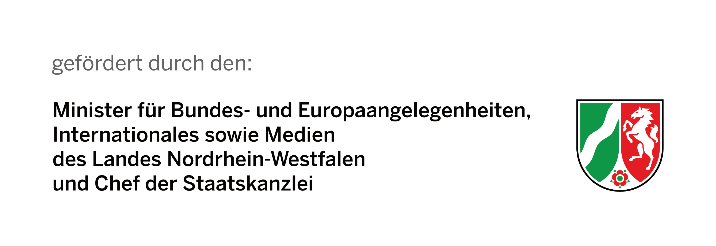 gefördert durch den:
Minister für Bundes- und Europaangelegenheiten,
Internationales sowie Medien
des Landes Nordrhein-Westfalen
und Chef der Staatskanzlei